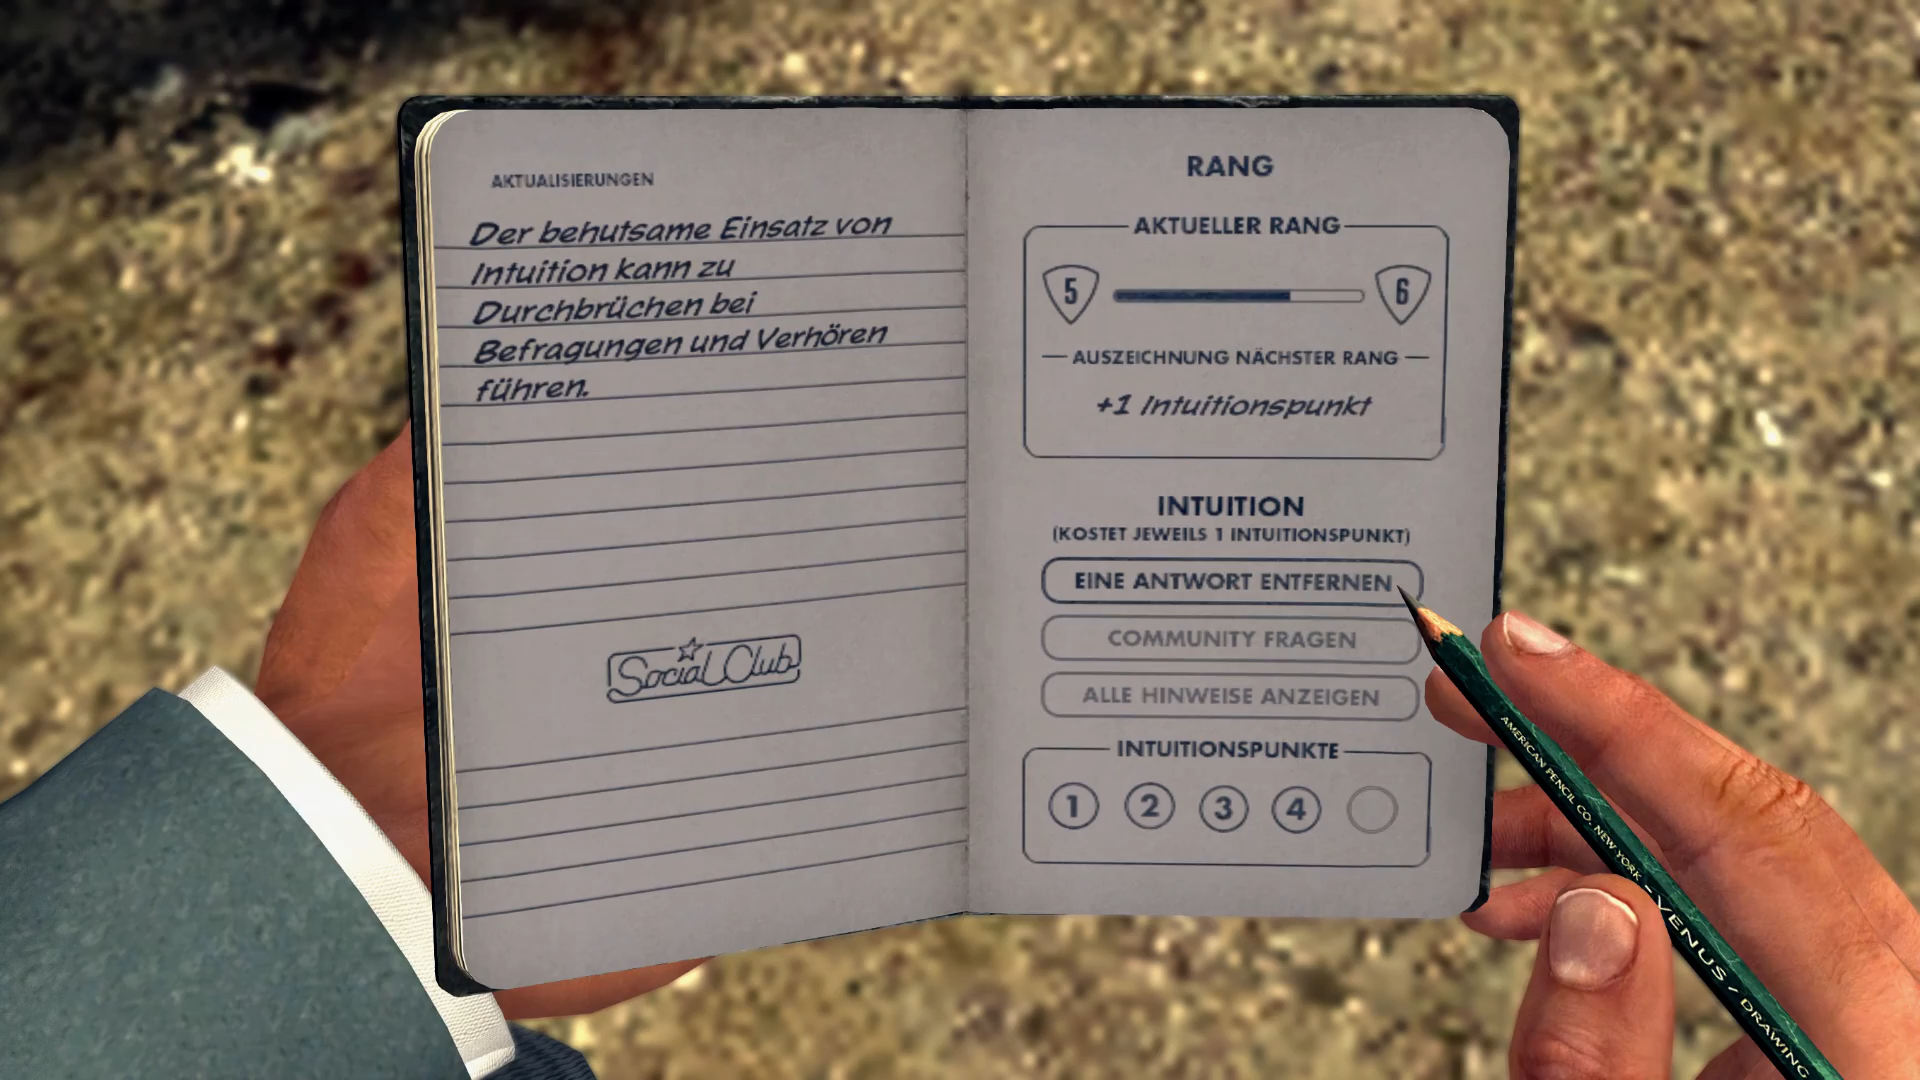 AKTUALISIERUNGEN
Der behutsame Einsatz von
Intuition kann zu
Durchbrüchen bei
Befragungen und Verhören
führen.
Social Club
RANG
AKTUELLER RANG
5 6
AUSZEICHNUNG NÄCHSTER RANG
+1 Intuitionspunkt
INTUITION
(KOSTET JEWEILS 1 INTUITIONSPUNKT)
EINE ANTWORT ENTFERNEN
COMMUNITY FRAGEN
ALLE HINWEISE ANZEIGEN
INTUITIONSPUNKTE
1 2 3 4
AMERICAN PENCIL CO. NEW YORK - VENUS / DRAWING